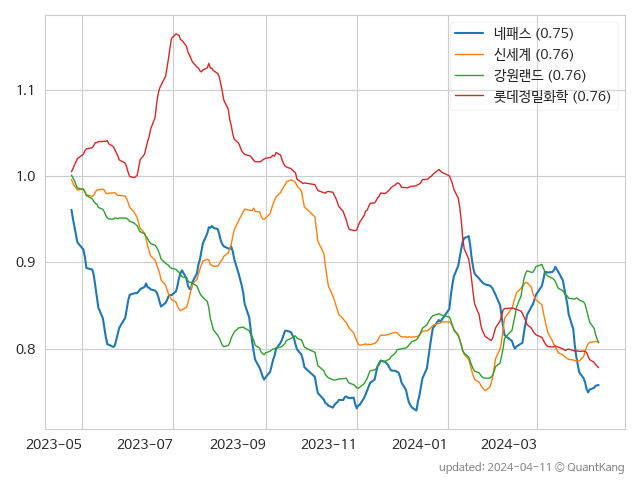 네패스 (0.75)
신세계 (0.76)
강원랜드 (0.76)
롯데정밀화학 (0.76)
1.1
1.0
0.9
0.8
2023-05 2023-07 2023-09 2023-11 2024-01 2024-03
updated: 2024-04-11 © QuantKang